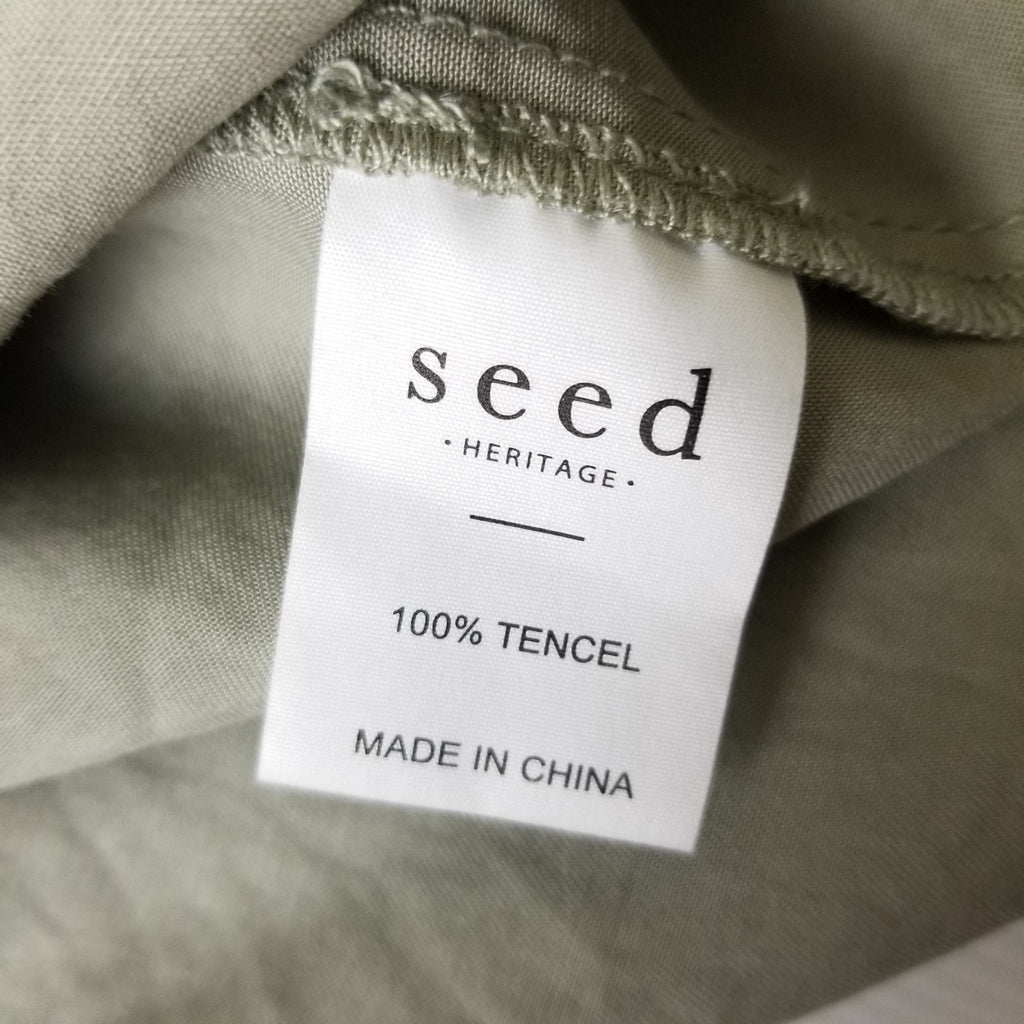 seed
· HERITAGE ·
100% TENCEL
MADE IN CHINA